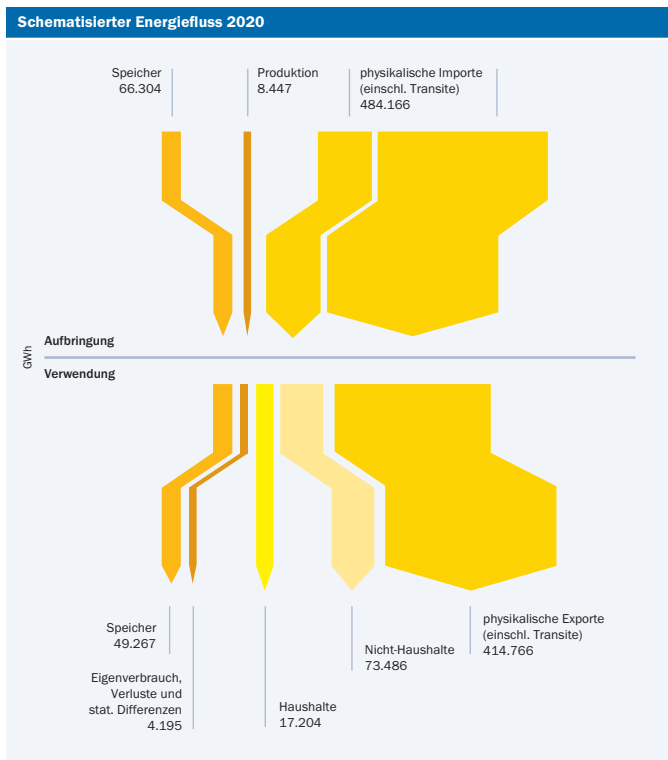 Schematisierter Energiefluss 2020
Speicher
66.304
Produktion
8.447
physikalische Importe
(einschl. Transite)
484.166
GWh
Aufbringung
Verwendung
Speicher
49.267
Eigenverbrauch,
Verluste und
stat. Differenzen
4.195
Haushalte
17.204
Nicht-Haushalte
73.486
physikalische Exporte
(einschl. Transite)
414.766